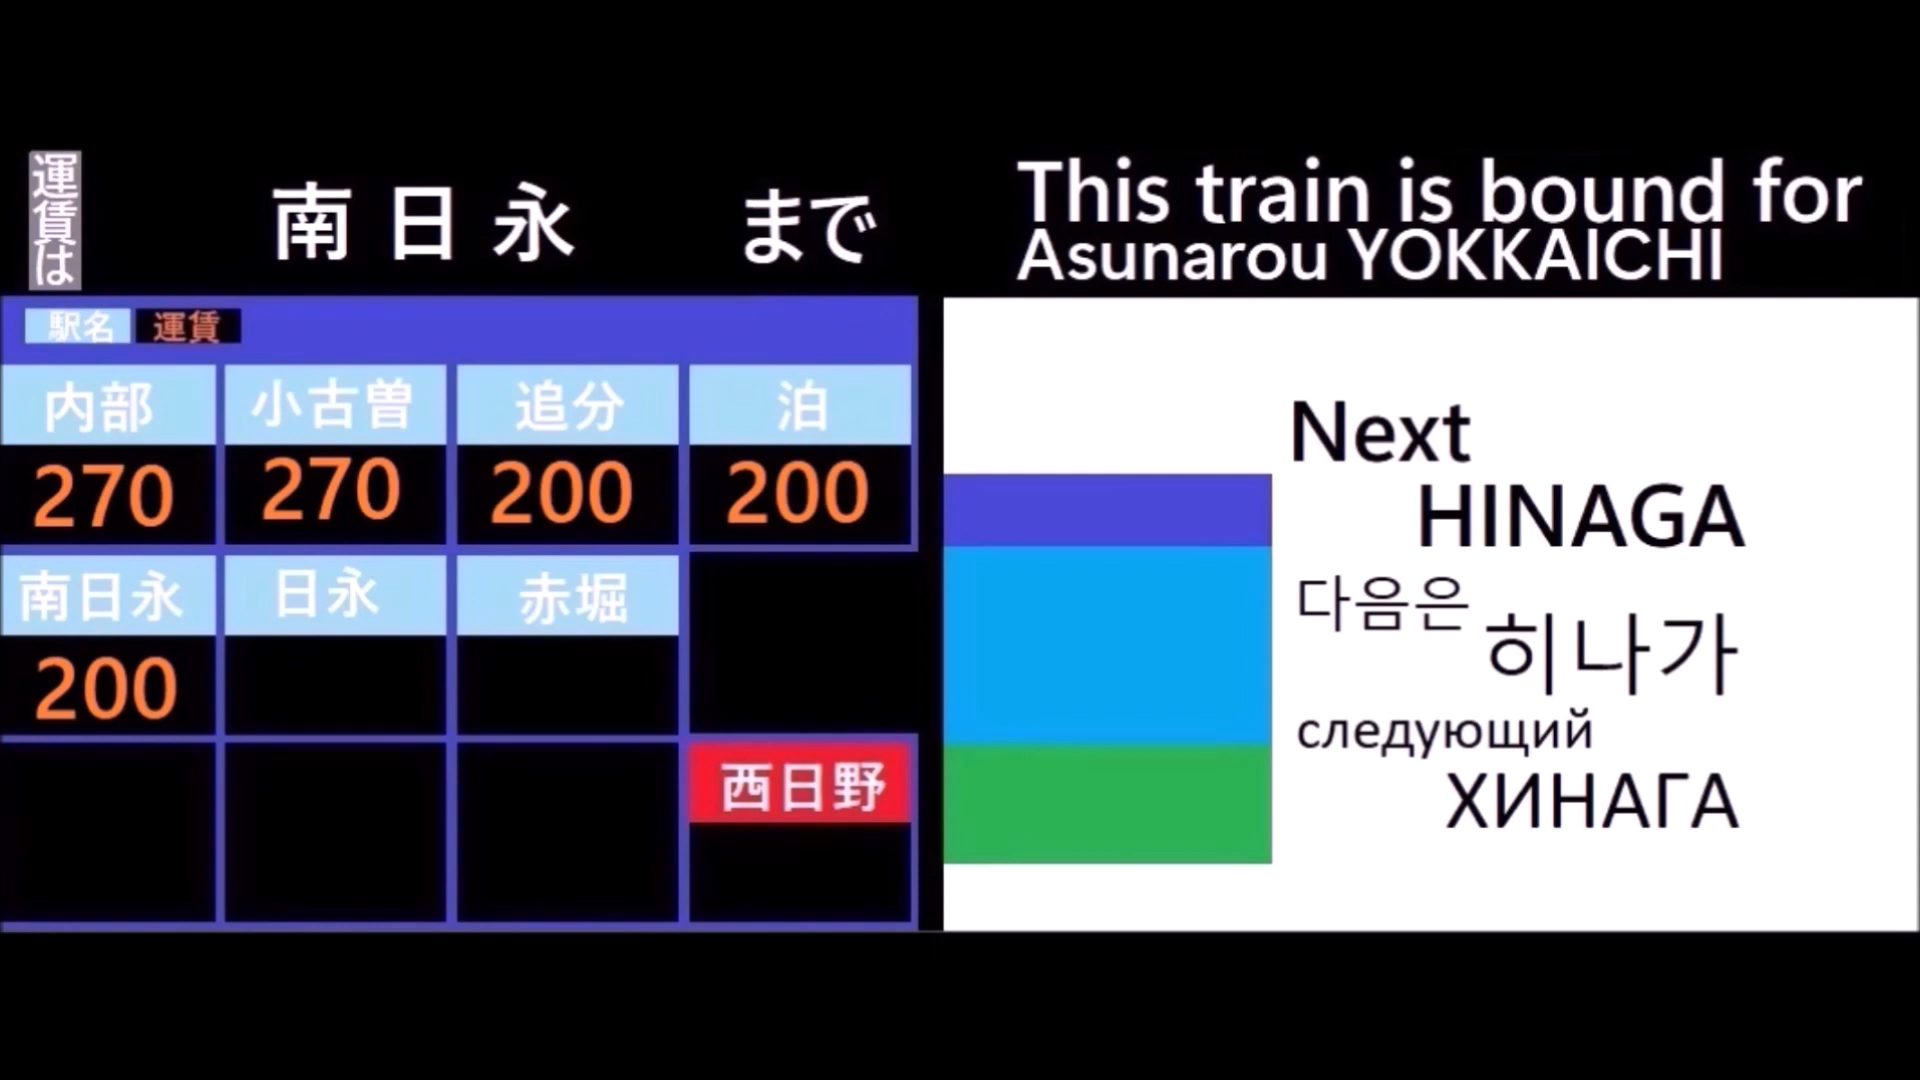 運賃は
南日永 まで
駅名 運賃
内部 小古曽 追分 泊
270 270 200 200
南日永 日永 赤堀
200
西日野
This train is bound for
Asunarou YOKKAICHI
Next
HINAGA
다음은
히나가
следующий
ХИНАГА